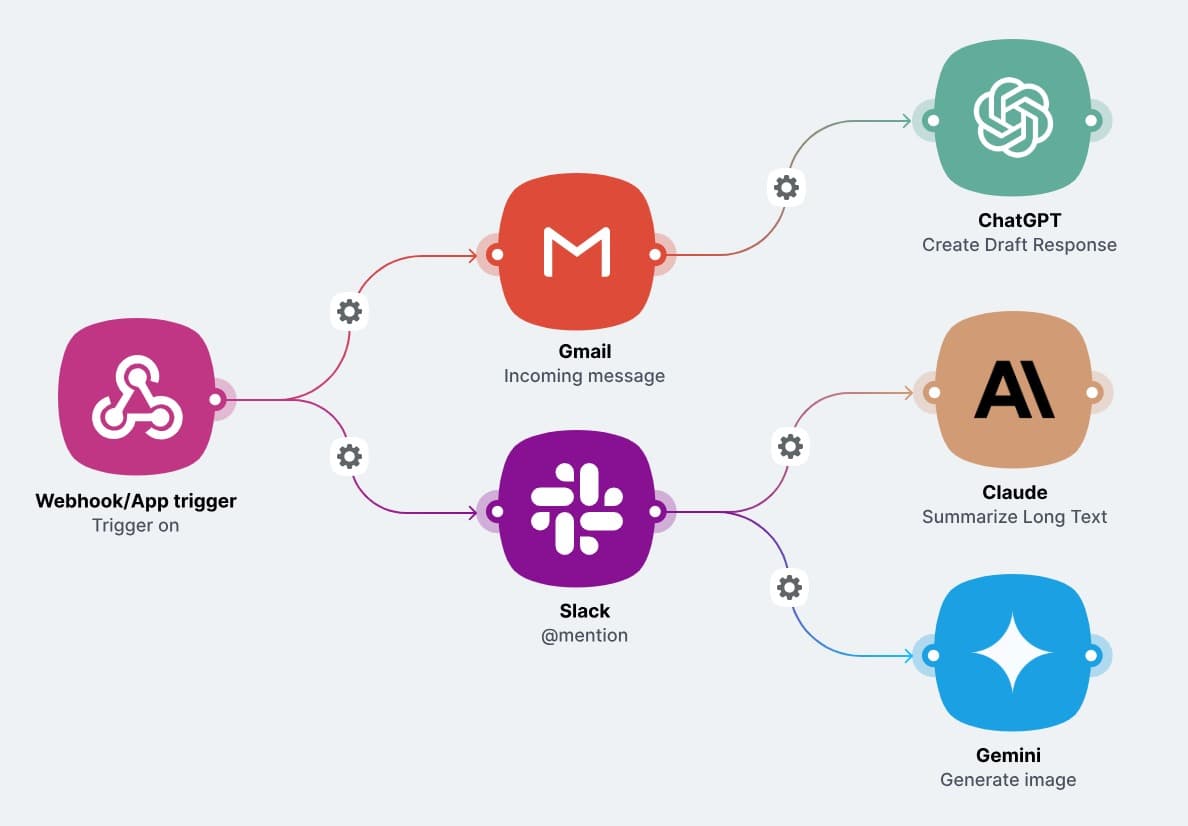 ChatGPT
Create Draft Response
Gmail
Incoming message
Webhook/App trigger
Trigger on
Claude
Summarize Long Text
Slack
@mention
Gemini
Generate image